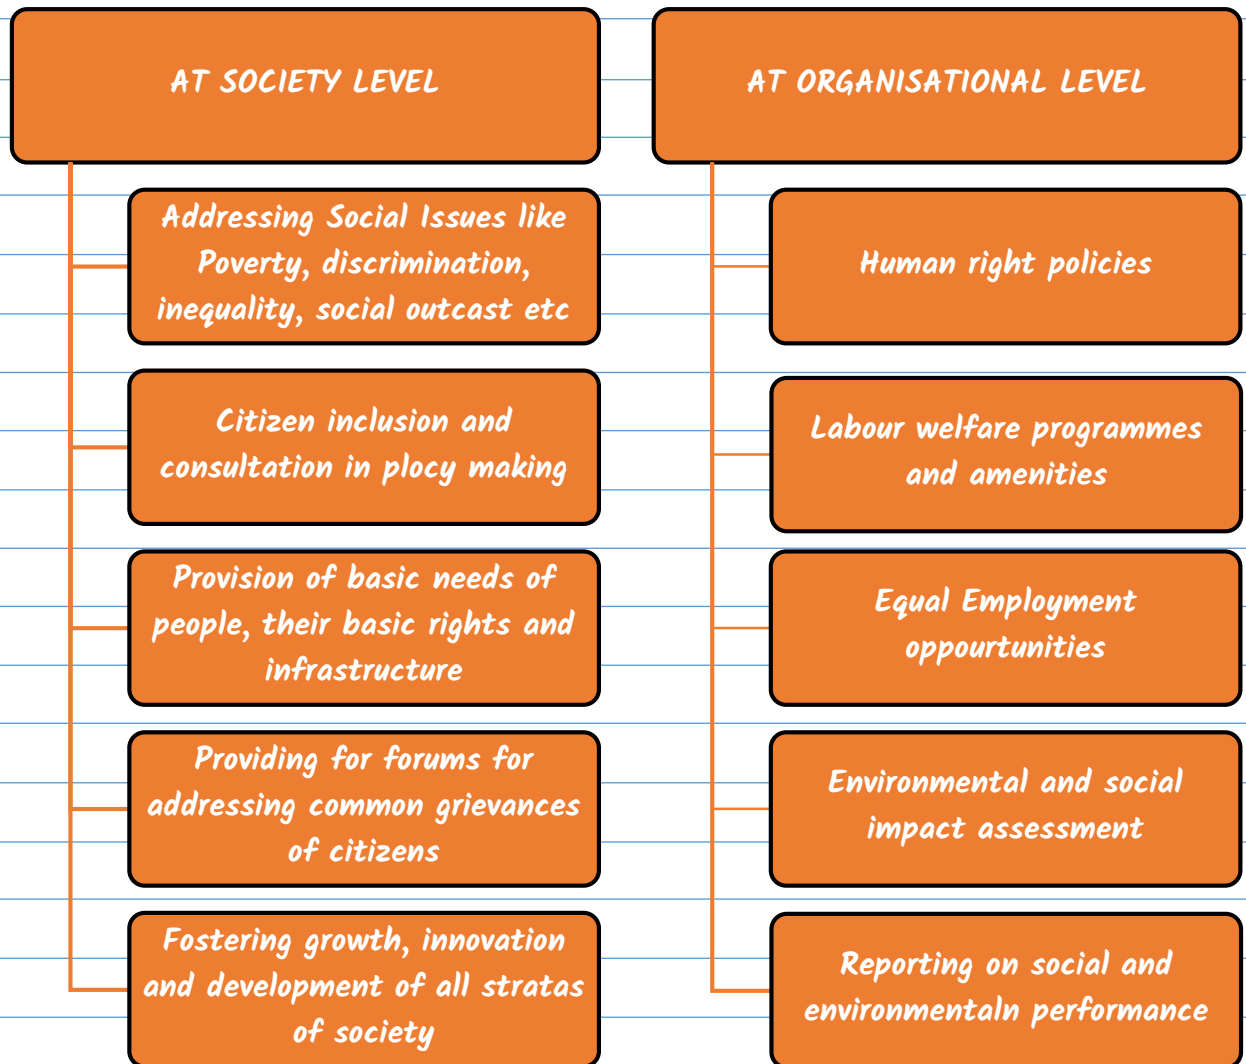 AT SOCIETY LEVEL
Addressing Social Issues like
Poverty, discrimination,
inequality, social outcast etc
Citizen inclusion and
consultation in plocy making
Provision of basic needs of
people, their basic rights and
infrastructure
Providing for forums for
addressing common grievances
of citizens
Fostering growth, innovation
and development of all stratas
of society
AT ORGANISATIONAL LEVEL
Human right policies
Labour welfare programmes
and amenities
Equal Employment
oppourtunities
Environmental and social
impact assessment
Reporting on social and
environmentaln performance